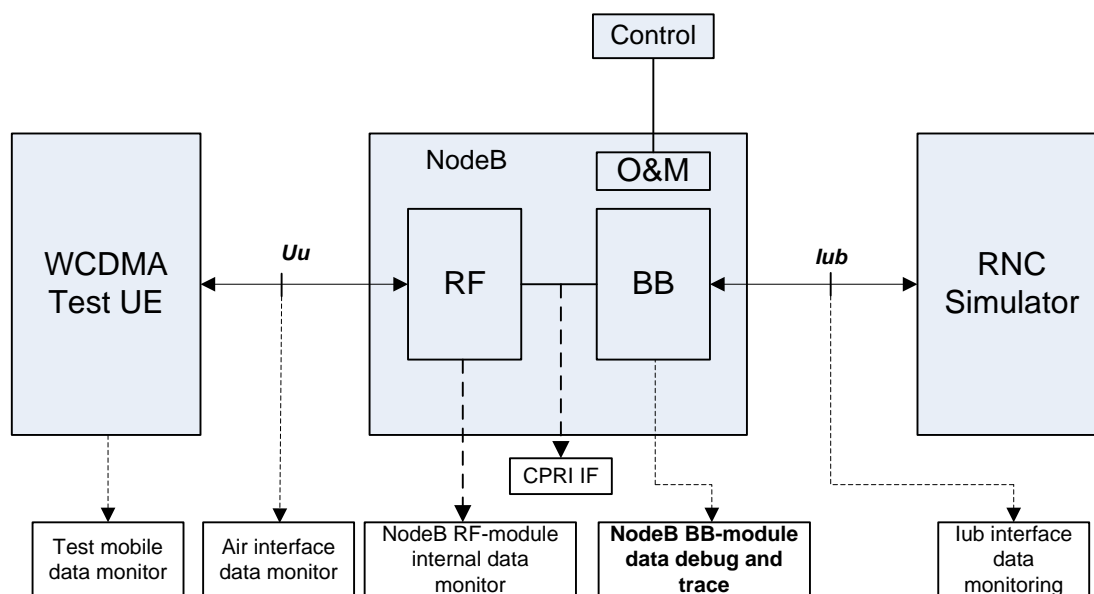 Control
NodeB
O&M
WCDMA
Test UE
Uu
RF
BB
Iub
RNC
Simulator
CPRI IF
Test mobile
data monitor
Air interface
data monitor
NodeB RF-module
internal data
monitor
NodeB BB-module
data debug and
trace
Iub interface
data
monitoring